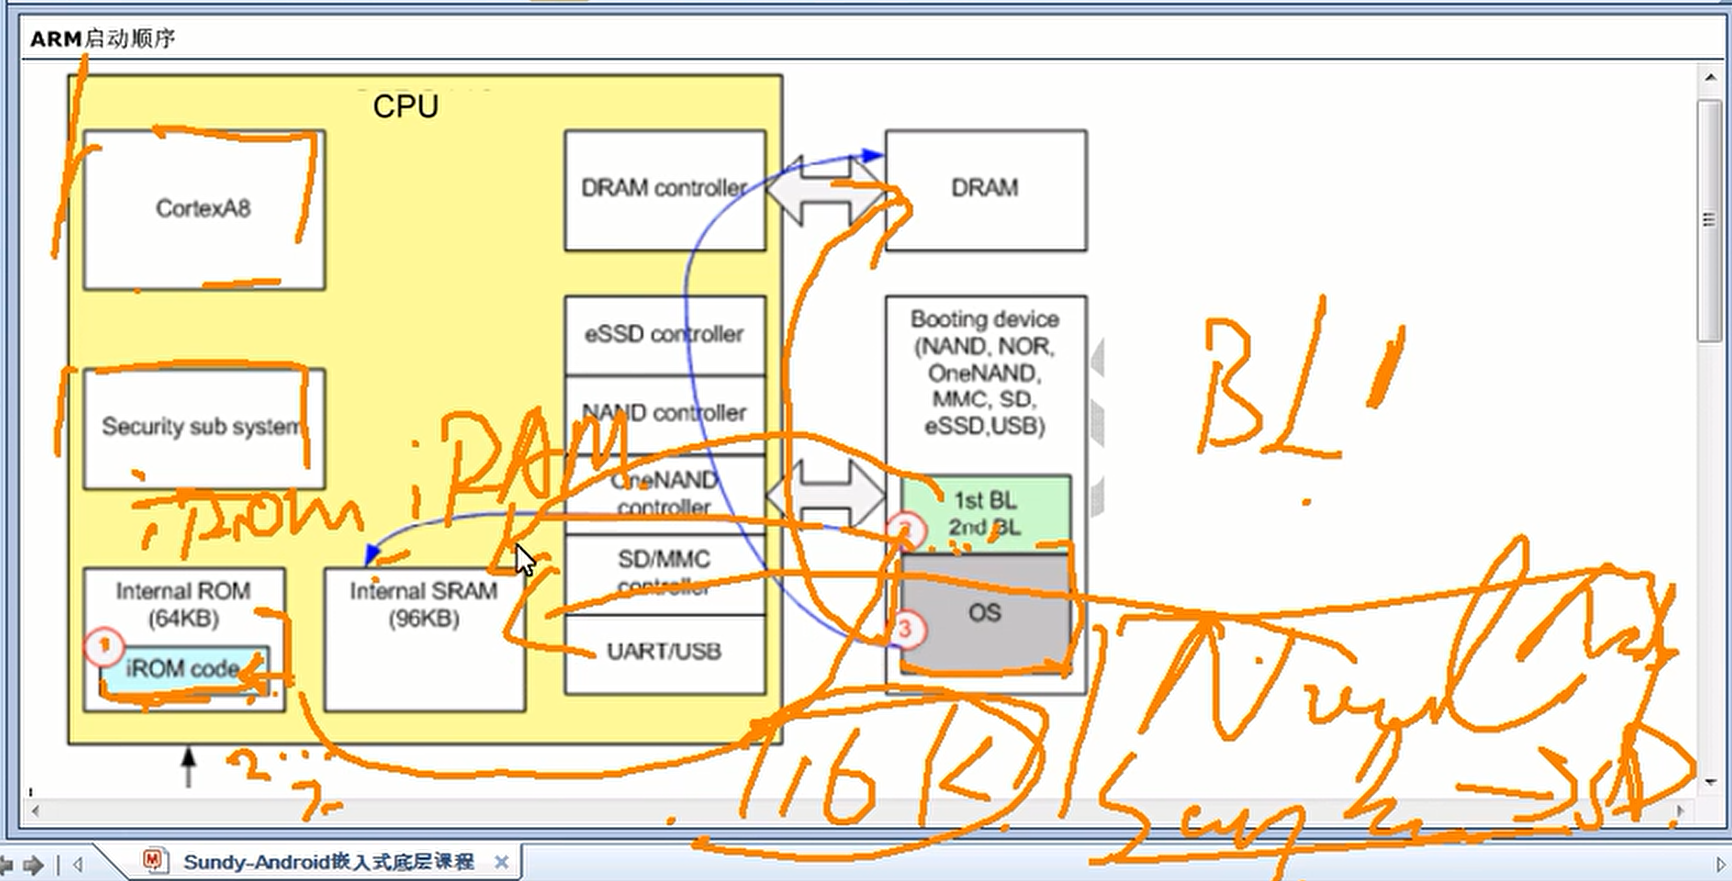 ARM启动顺序
CPU
CortexA8
DRAM controller
DRAM
eSSD controller
Booting device
(NAND, NOR,
OneNAND,
MMC, SD,
eSSD,USB)
BL1
Security sub system
NAND controller
iROM
iRAM
OneNAND
controller
1st BL
2nd BL
2
Internal ROM
(64KB)
Internal SRAM
(96KB)
SD/MMC
controller
OS
3
1
iROM code
UART/USB
16K
Sundy-Android嵌入式底层课程